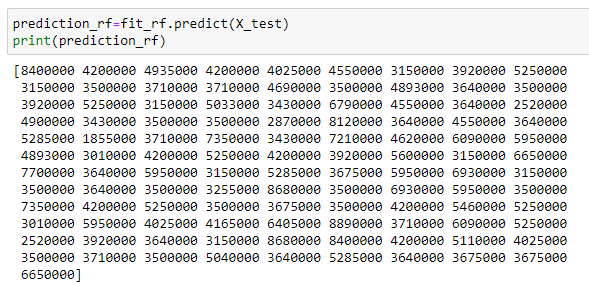 prediction_rf=fit_rf.predict(X_test)
print(prediction_rf)
[8400000 4200000 4935000 4200000 4025000 4550000 3150000 3920000 5250000
3150000 3500000 3710000 3710000 4690000 3500000 4893000 3640000 3500000
3920000 5250000 3150000 5033000 3430000 6790000 4550000 3640000 2520000
4900000 3430000 3500000 3500000 2870000 8120000 3640000 4550000 3640000
5285000 1855000 3710000 7350000 3430000 7210000 4620000 6090000 5950000
4893000 3010000 4200000 5250000 4200000 3920000 5600000 3150000 6650000
7700000 3640000 5950000 3150000 5285000 3675000 5950000 6930000 3150000
3500000 3640000 3500000 3255000 8680000 3500000 6930000 5950000 3500000
7350000 4200000 5250000 3500000 3675000 3500000 4200000 5460000 5250000
3010000 5950000 4025000 4165000 6405000 8890000 3710000 6090000 5250000
2520000 3920000 3640000 3150000 8680000 8400000 4200000 5110000 4025000
3500000 3710000 3500000 5040000 3640000 5285000 3640000 3675000 3675000
6650000]